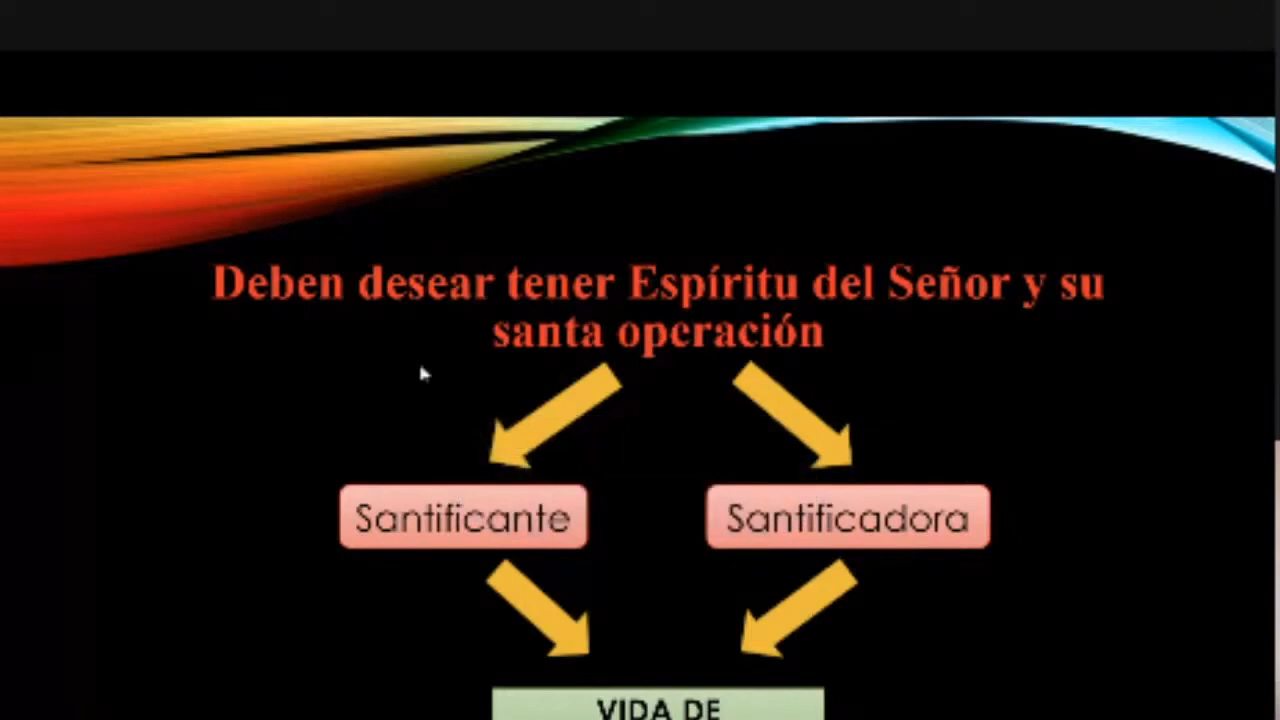 Deben desear tener Espíritu del Señor y su
santa operación
Santificante
Santificadora
VIDA DE